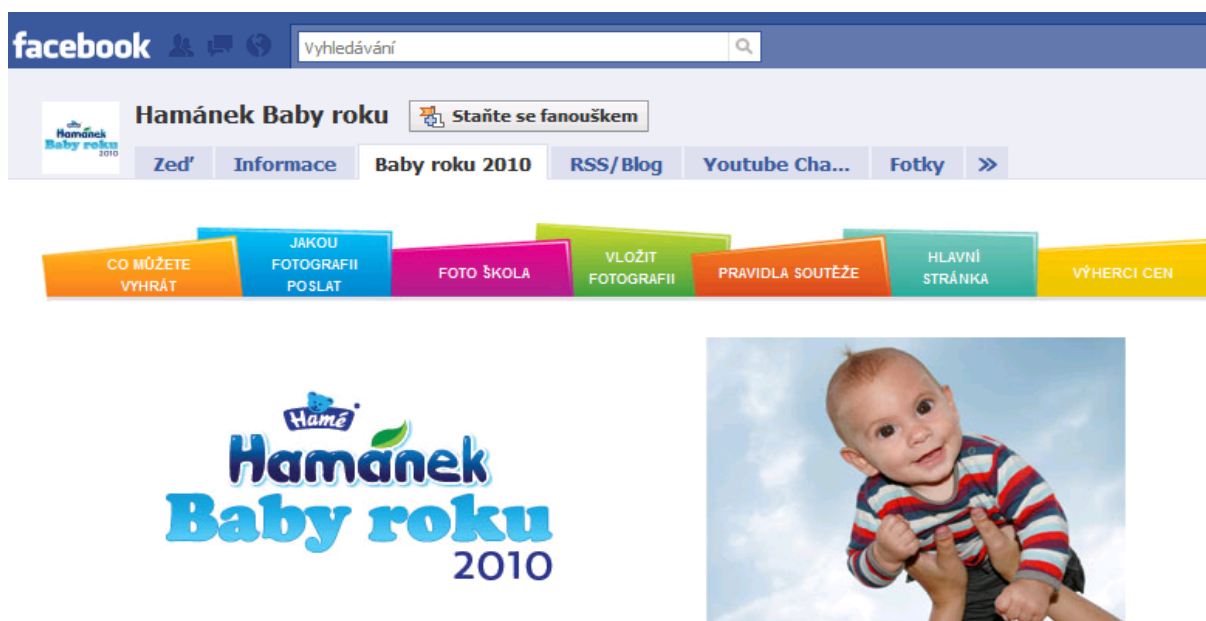 facebook
Vyhledávání
Hamánek
Baby roku
2010
Hamánek Baby roku
Staňte se fanouškem
Zeď Informace Baby roku 2010 RSS/Blog Youtube Cha... Fotky »
CO MŮŽETE
VYHRÁT
JAKOU
FOTOGRAFII
POSLAT
FOTO ŠKOLA
VLOŽIT
FOTOGRAFII
PRAVIDLA SOUTĚŽE
HLAVNÍ
STRÁNKA
VÝHERCI CEN
Hamé
Hamánek
Baby roku
2010